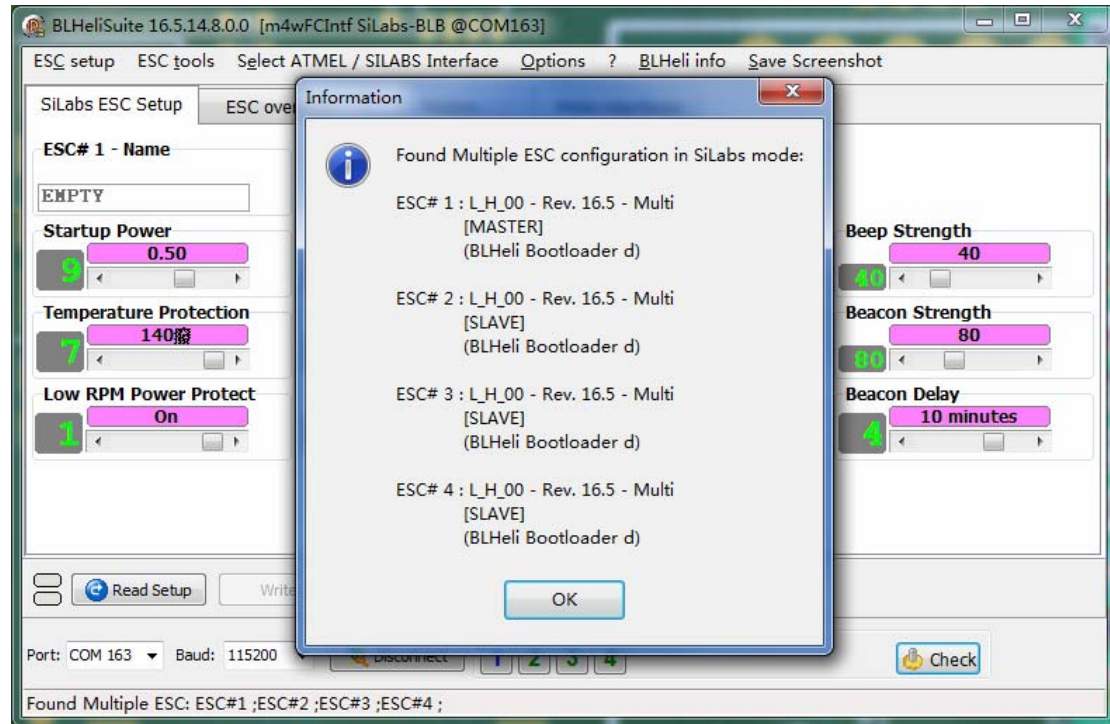 BLHeliSuite 16.5.14.8.0.0 [m4wFCIntf SiLabs-BLB @COM163]
ESC setup ESC tools Select ATMEL / SILABS Interface Options ? BLHeli info Save Screenshot
SiLabs ESC Setup
ESC over
Information
Found Multiple ESC configuration in SiLabs mode:
ESC# 1 : L_H_00 - Rev. 16.5 - Multi
[MASTER]
(BLHeli Bootloader d)
ESC# 2 : L_H_00 - Rev. 16.5 - Multi
[SLAVE]
(BLHeli Bootloader d)
ESC# 3 : L_H_00 - Rev. 16.5 - Multi
[SLAVE]
(BLHeli Bootloader d)
ESC# 4 : L_H_00 - Rev. 16.5 - Multi
[SLAVE]
(BLHeli Bootloader d)
OK
ESC# 1 - Name
EMPTY
Startup Power
0.50
9
Temperature Protection
140
7
Low RPM Power Protect
On
1
Beep Strength
40
40
Beacon Strength
80
80
Beacon Delay
10 minutes
4
Read Setup
Write
Port: COM 163 Baud: 115200 Disconnect 1 2 3 4
Check
Found Multiple ESC: ESC#1 ;ESC#2 ;ESC#3 ;ESC#4 ;